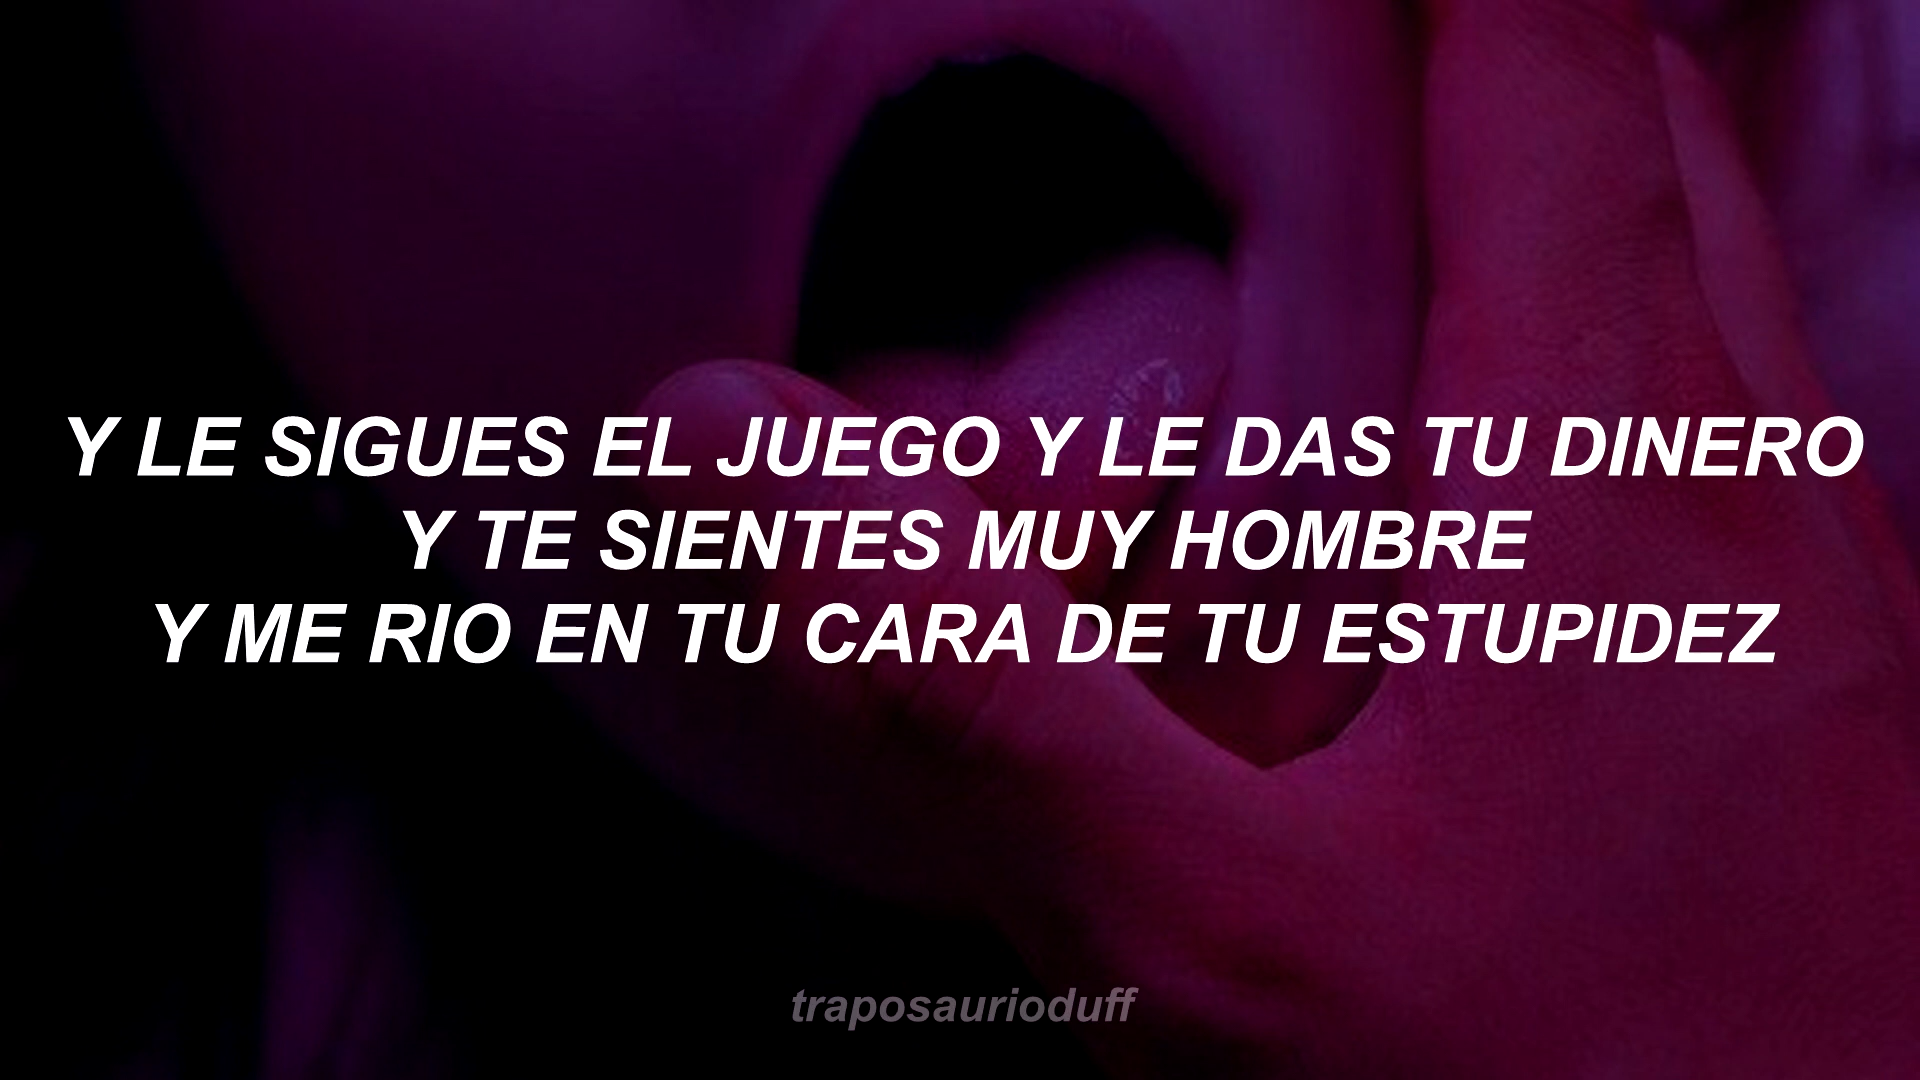 Y LE SIGUES EL JUEGO Y LE DAS TU DINERO
Y TE SIENTES MUY HOMBRE
Y ME RIO EN TU CARA DE TU ESTUPIDEZ
traposaurioduff